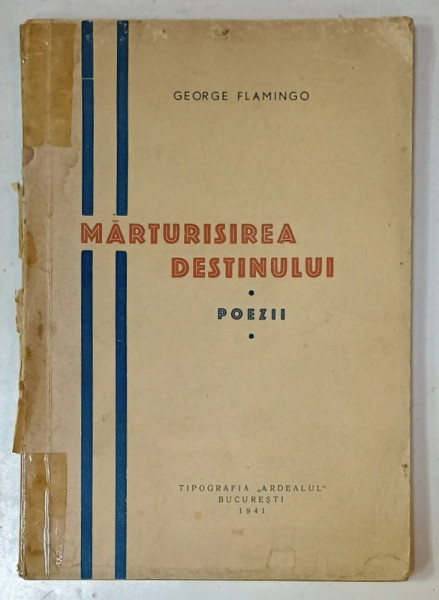 GEORGE FLAMINGO
MĂRTURISIREA
DESTINULUI
POEZII
TIPOGRAFIA „ARDEALUL"
BUCUREȘTI
1941